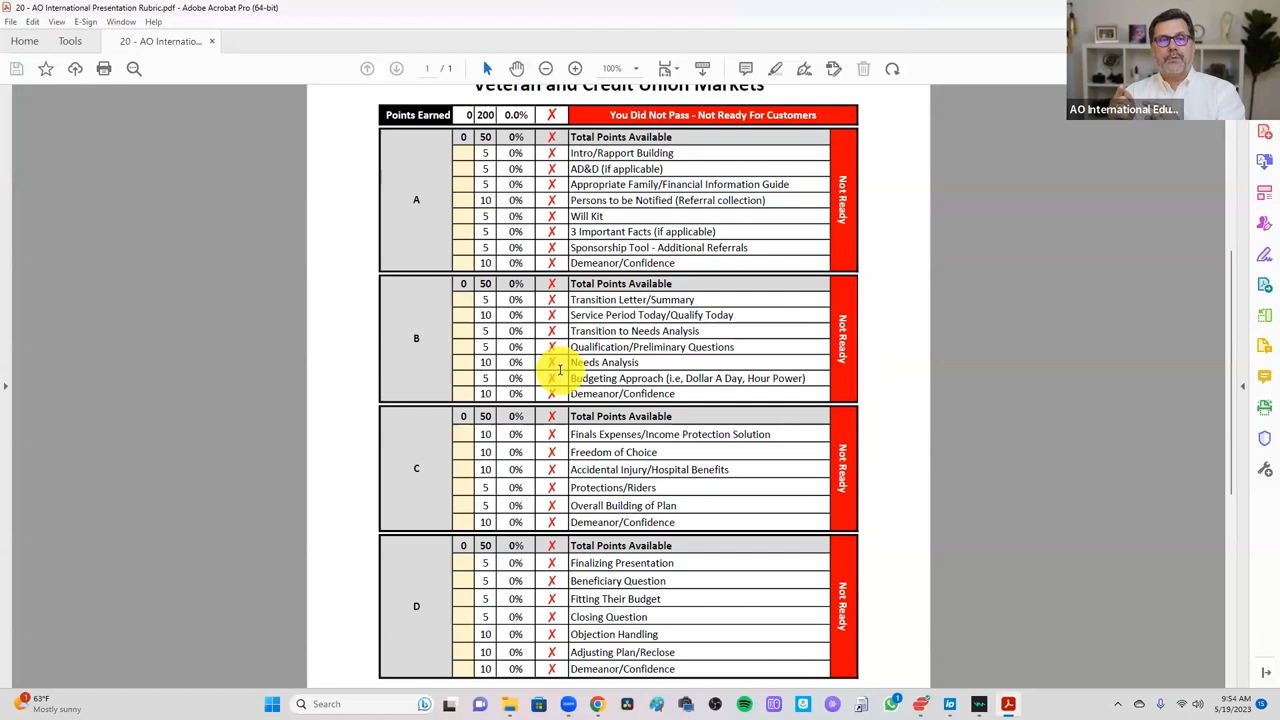 20 - AO International Presentation Rubric.pdf - Adobe Acrobat Pro (64-bit)
File Edit View E-Sign Window Help
Home Tools 20 - AO Internatio... ×
1 / 1 100%
AO International Edu...
Veteran and Credit Union Markets
Points Earned 0 200 0.0% ✗ You Did Not Pass - Not Ready For Customers
A
0 50 0% ✗ Total Points Available
5 0% ✗ Intro/Rapport Building
5 0% ✗ AD&D (if applicable)
5 0% ✗ Appropriate Family/Financial Information Guide
10 0% ✗ Persons to be Notified (Referral collection)
5 0% ✗ Will Kit
5 0% ✗ 3 Important Facts (if applicable)
5 0% ✗ Sponsorship Tool - Additional Referrals
10 0% ✗ Demeanor/Confidence
Not Ready
B
0 50 0% ✗ Total Points Available
5 0% ✗ Transition Letter/Summary
10 0% ✗ Service Period Today/Qualify Today
5 0% ✗ Transition to Needs Analysis
5 0% ✗ Qualification/Preliminary Questions
10 0% ✗ Needs Analysis
5 0% ✗ Budgeting Approach (i.e, Dollar A Day, Hour Power)
10 0% ✗ Demeanor/Confidence
Not Ready
C
0 50 0% ✗ Total Points Available
10 0% ✗ Finals Expenses/Income Protection Solution
10 0% ✗ Freedom of Choice
10 0% ✗ Accidental Injury/Hospital Benefits
5 0% ✗ Protections/Riders
5 0% ✗ Overall Building of Plan
10 0% ✗ Demeanor/Confidence
Not Ready
D
0 50 0% ✗ Total Points Available
5 0% ✗ Finalizing Presentation
5 0% ✗ Beneficiary Question
5 0% ✗ Fitting Their Budget
5 0% ✗ Closing Question
10 0% ✗ Objection Handling
10 0% ✗ Adjusting Plan/Reclose
10 0% ✗ Demeanor/Confidence
Not Ready
63°F
Mostly sunny
Search
9:54 AM
5/19/2023